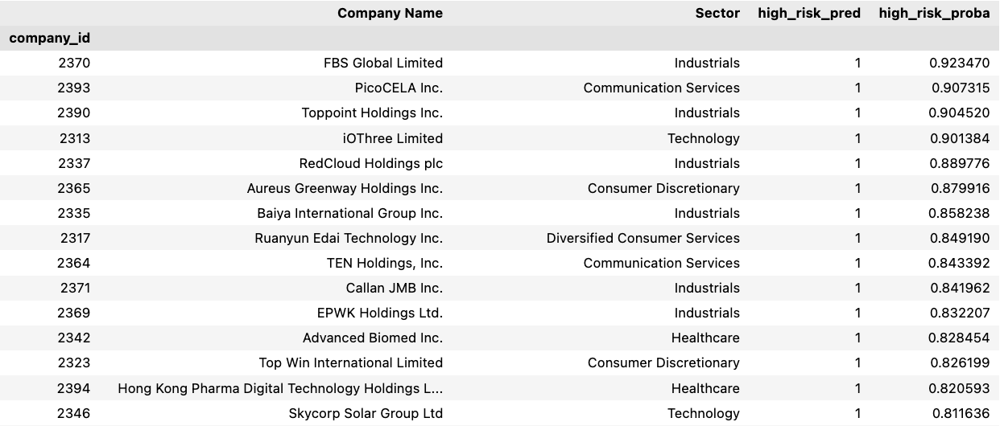 Company Name Sector high_risk_pred high_risk_proba
company_id
2370 FBS Global Limited Industrials 1 0.923470
2393 PicoCELA Inc. Communication Services 1 0.907315
2390 Toppoint Holdings Inc. Industrials 1 0.904520
2313 iOThree Limited Technology 1 0.901384
2337 RedCloud Holdings plc Industrials 1 0.889776
2365 Aureus Greenway Holdings Inc. Consumer Discretionary 1 0.879916
2335 Baiya International Group Inc. Industrials 1 0.858238
2317 Ruanyun Edai Technology Inc. Diversified Consumer Services 1 0.849190
2364 TEN Holdings, Inc. Communication Services 1 0.843392
2371 Callan JMB Inc. Industrials 1 0.841962
2369 EPWK Holdings Ltd. Industrials 1 0.832207
2342 Advanced Biomed Inc. Healthcare 1 0.828454
2323 Top Win International Limited Consumer Discretionary 1 0.826199
2394 Hong Kong Pharma Digital Technology Holdings L... Healthcare 1 0.820593
2346 Skycorp Solar Group Ltd Technology 1 0.811636